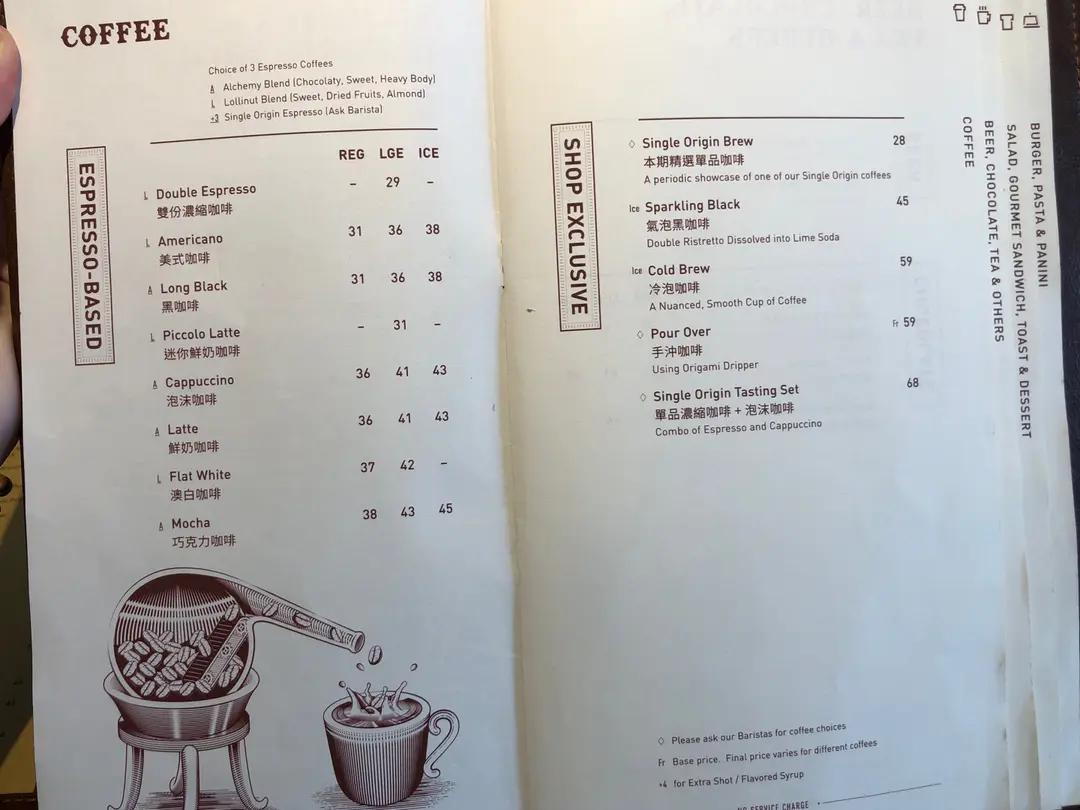 COFFEE
Choice of 3 Espresso Coffees
A Alchemy Blend (Chocolaty, Sweet, Heavy Body)
L Lollinut Blend (Sweet, Dried Fruits, Almond)
+3 Single Origin Espresso (Ask Barista)
ESPRESSO-BASED
REG LGE ICE
L Double Espresso – 29 –
雙份濃縮咖啡
L Americano 31 36 38
美式咖啡
A Long Black 31 36 38
黑咖啡
L Piccolo Latte – 31 –
迷你鮮奶咖啡
A Cappuccino 36 41 43
泡沫咖啡
A Latte 36 41 43
鮮奶咖啡
L Flat White 37 42 –
澳白咖啡
A Mocha 38 43 45
巧克力咖啡
SHOP EXCLUSIVE
◇ Single Origin Brew 28
本期精選單品咖啡
A periodic showcase of one of our Single Origin coffees
Ice Sparkling Black 45
氣泡黑咖啡
Double Ristretto Dissolved into Lime Soda
Ice Cold Brew 59
冷泡咖啡
A Nuanced, Smooth Cup of Coffee
◇ Pour Over Fr 59
手沖咖啡
Using Origami Dripper
◇ Single Origin Tasting Set 68
單品濃縮咖啡 + 泡沫咖啡
Combo of Espresso and Cappuccino
◇ Please ask our Baristas for coffee choices
Fr Base price. Final price varies for different coffees
+4 for Extra Shot / Flavored Syrup
NO SERVICE CHARGE
BURGER, PASTA & PANINI
SALAD, GOURMET SANDWICH, TOAST & DESSERT
BEER, CHOCOLATE, TEA & OTHERS
COFFEE